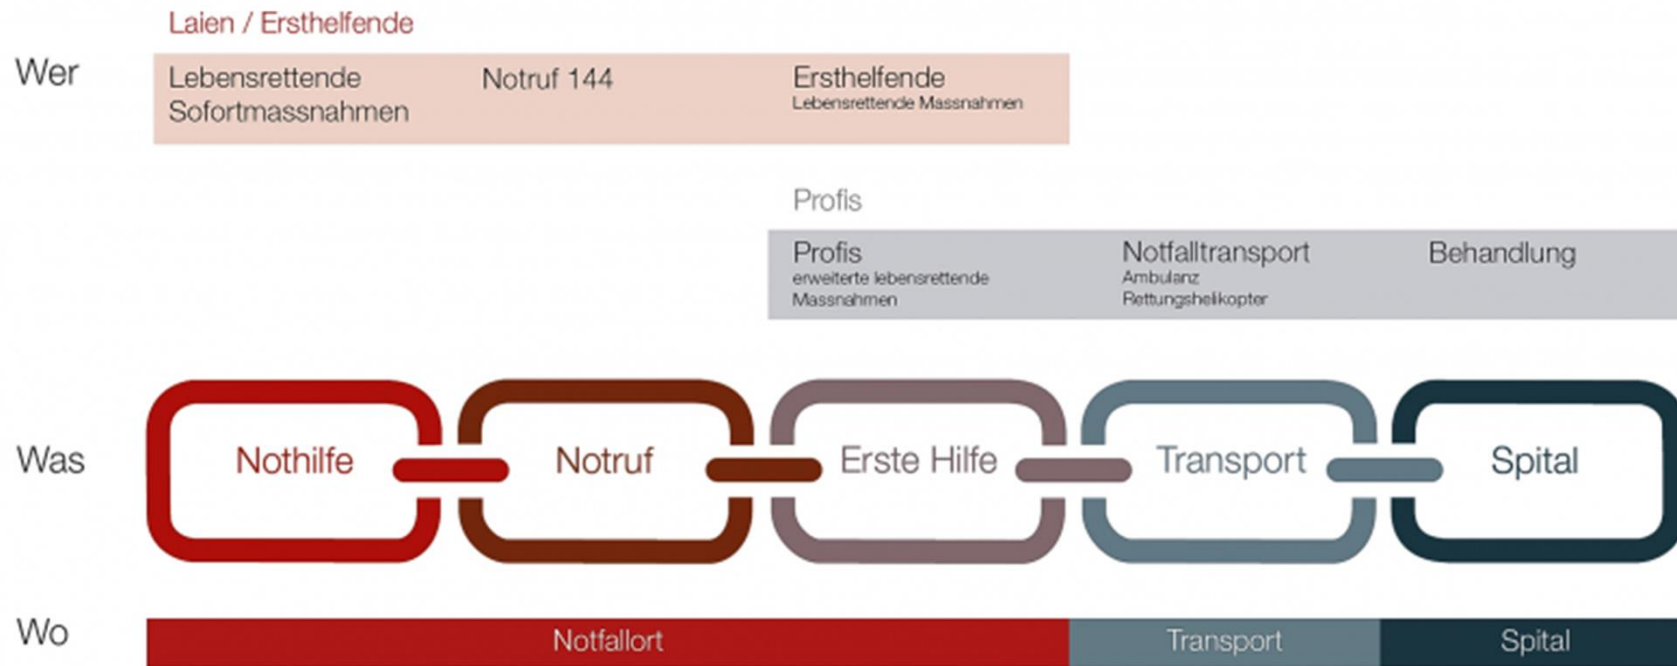 Laien / Ersthelfende
Wer
Lebensrettende
Sofortmassnahmen
Notruf 144
Ersthelfende
Lebensrettende Massnahmen
Profis
Profis
erweiterte lebensrettende
Massnahmen
Notfalltransport
Ambulanz
Rettungshelikopter
Behandlung
Was
Nothilfe
Notruf
Erste Hilfe
Transport
Spital
Wo
Notfallort
Transport
Spital